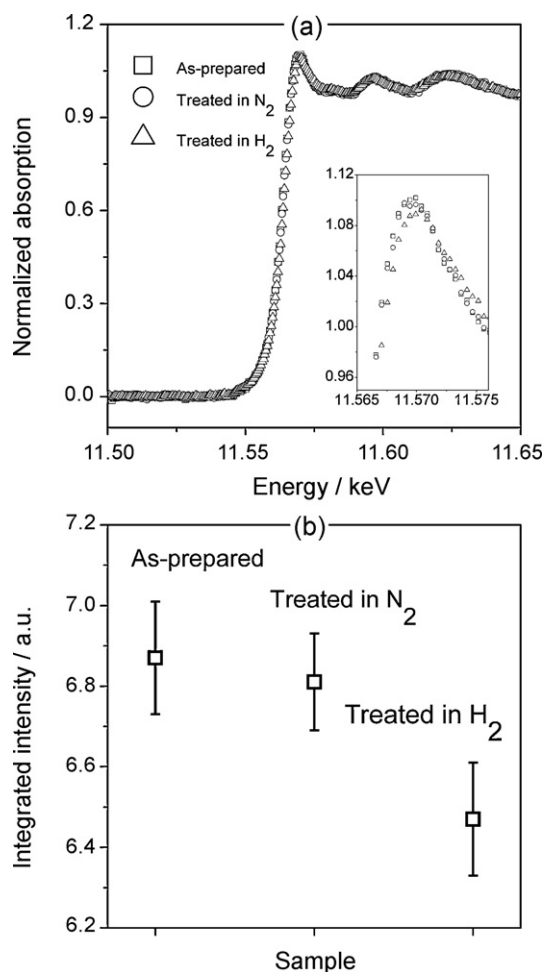 (a)
1.2
0.9
0.6
0.3
0.0
Normalized absorption
As-prepared
Treated in N₂
Treated in H₂
1.12
1.08
1.04
1.00
0.96
11.565 11.570 11.575
11.50 11.55 11.60 11.65
Energy / keV
(b)
7.2
7.0
6.8
6.6
6.4
6.2
Integrated intensity / a.u.
As-prepared
Treated in N₂
Treated in H₂
Sample